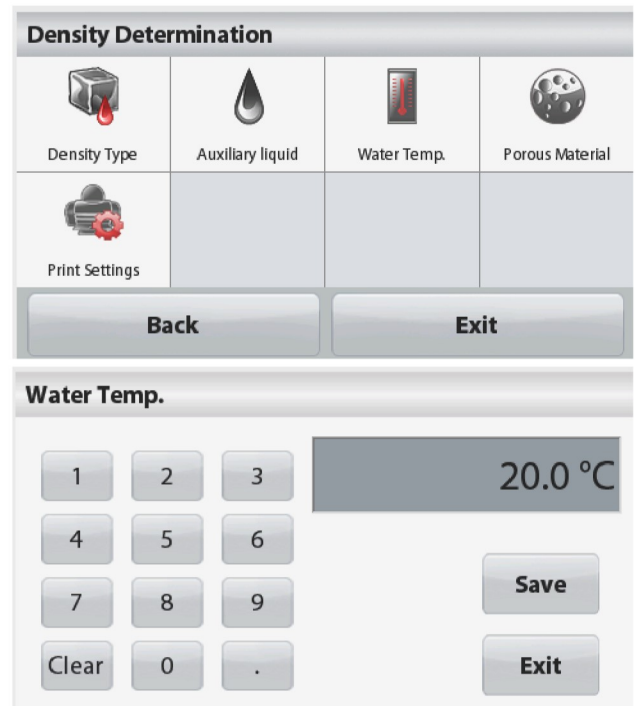 Density Determination
Density Type Auxiliary liquid Water Temp. Porous Material
Print Settings
Back Exit
Water Temp.
1 2 3 20.0 °C
4 5 6
Save
7 8 9
Clear 0 . Exit